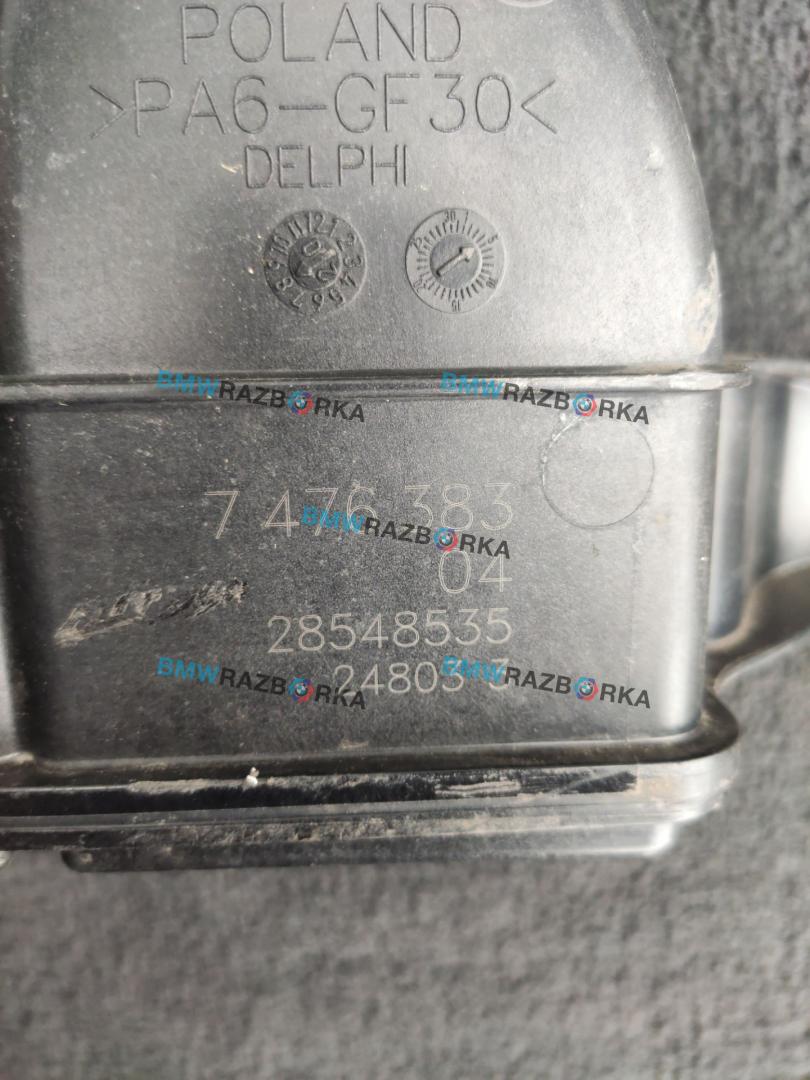 POLAND
>PA6-GF30<
DELPHI
BMWRAZBORKA BMWRAZBORKA
7 476 383
BMWRAZBORKA
04
28548535
BMWRAZBORKA BMWRAZBORKA